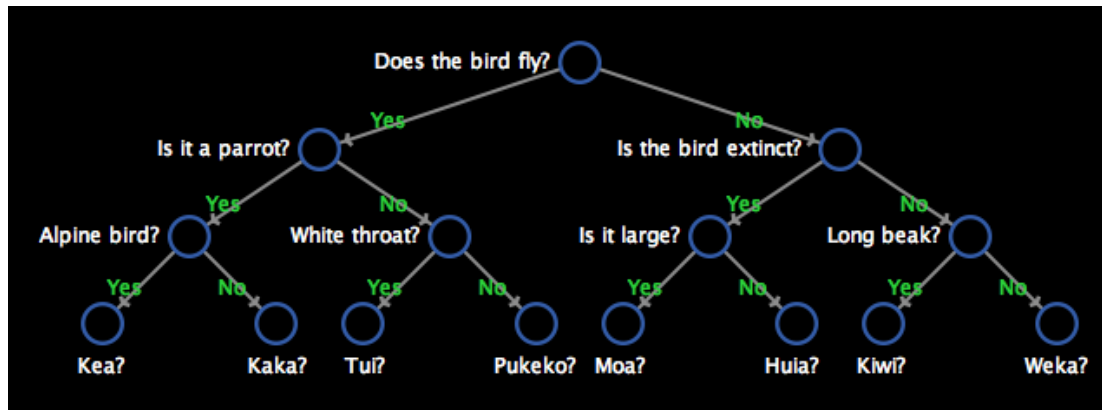 Does the bird fly?
Yes
No
Is it a parrot?
Is the bird extinct?
Yes
No
Yes
No
Alpine bird?
White throat?
Is it large?
Long beak?
Yes
No
Yes
No
Yes
No
Yes
No
Kea?
Kaka?
Tui?
Pukeko?
Moa?
Huia?
Kiwi?
Weka?